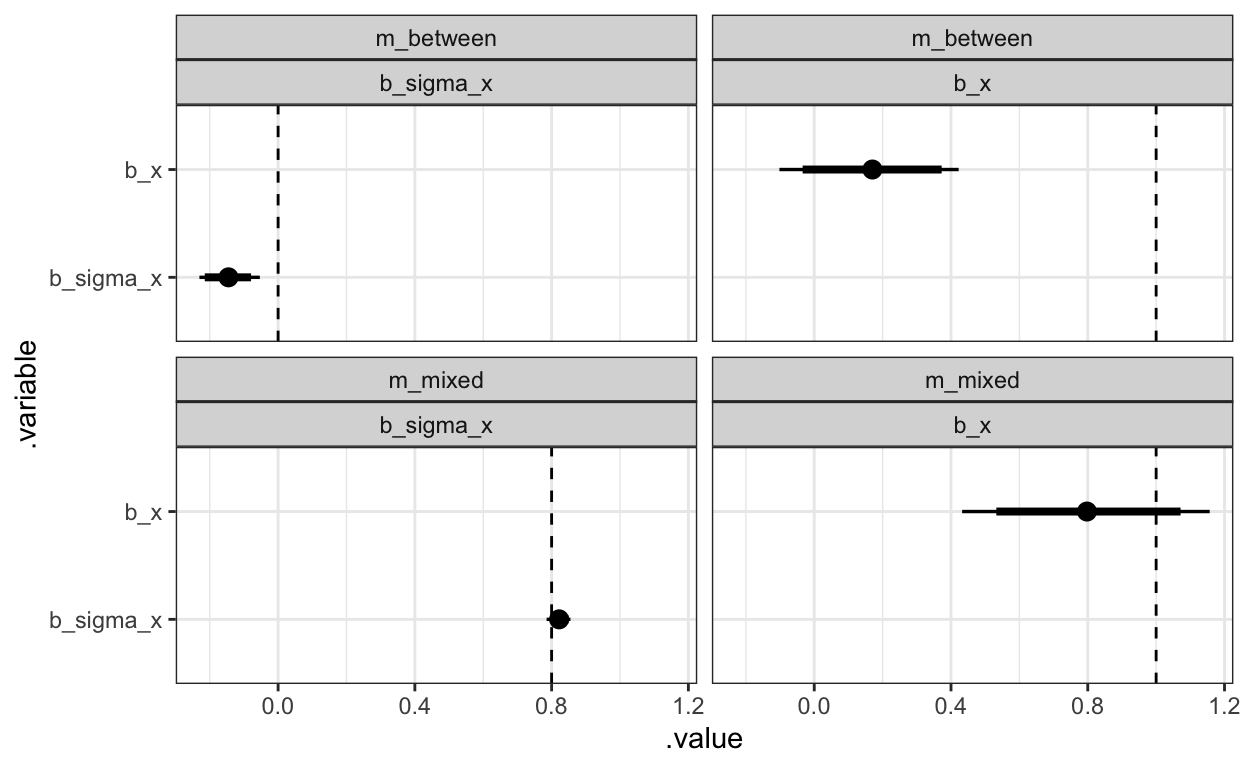 m_between
m_between
b_sigma_x
b_x
b_x
b_sigma_x
m_mixed
m_mixed
b_sigma_x
b_x
b_x
b_sigma_x
0.0 0.4 0.8 1.2
0.0 0.4 0.8 1.2
.value
.variable